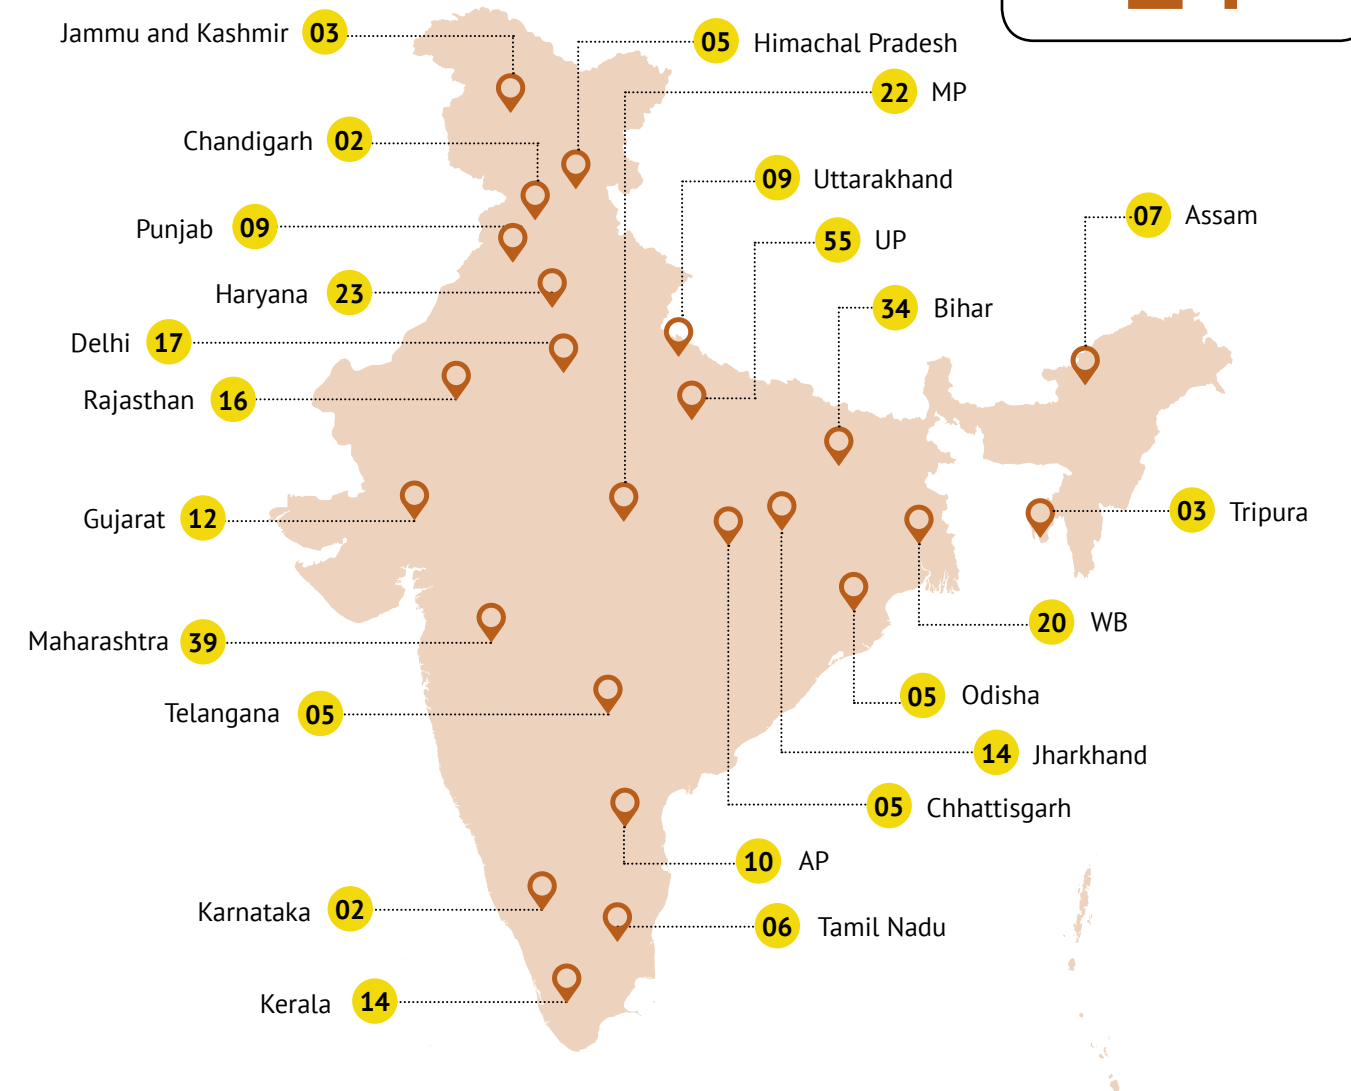 Jammu and Kashmir 03
05 Himachal Pradesh
22 MP
Chandigarh 02
09 Uttarakhand
07 Assam
Punjab 09
55 UP
Haryana 23
34 Bihar
Delhi 17
Rajasthan 16
Gujarat 12
03 Tripura
20 WB
Maharashtra 39
05 Odisha
Telangana 05
14 Jharkhand
05 Chhattisgarh
10 AP
Karnataka 02
06 Tamil Nadu
Kerala 14